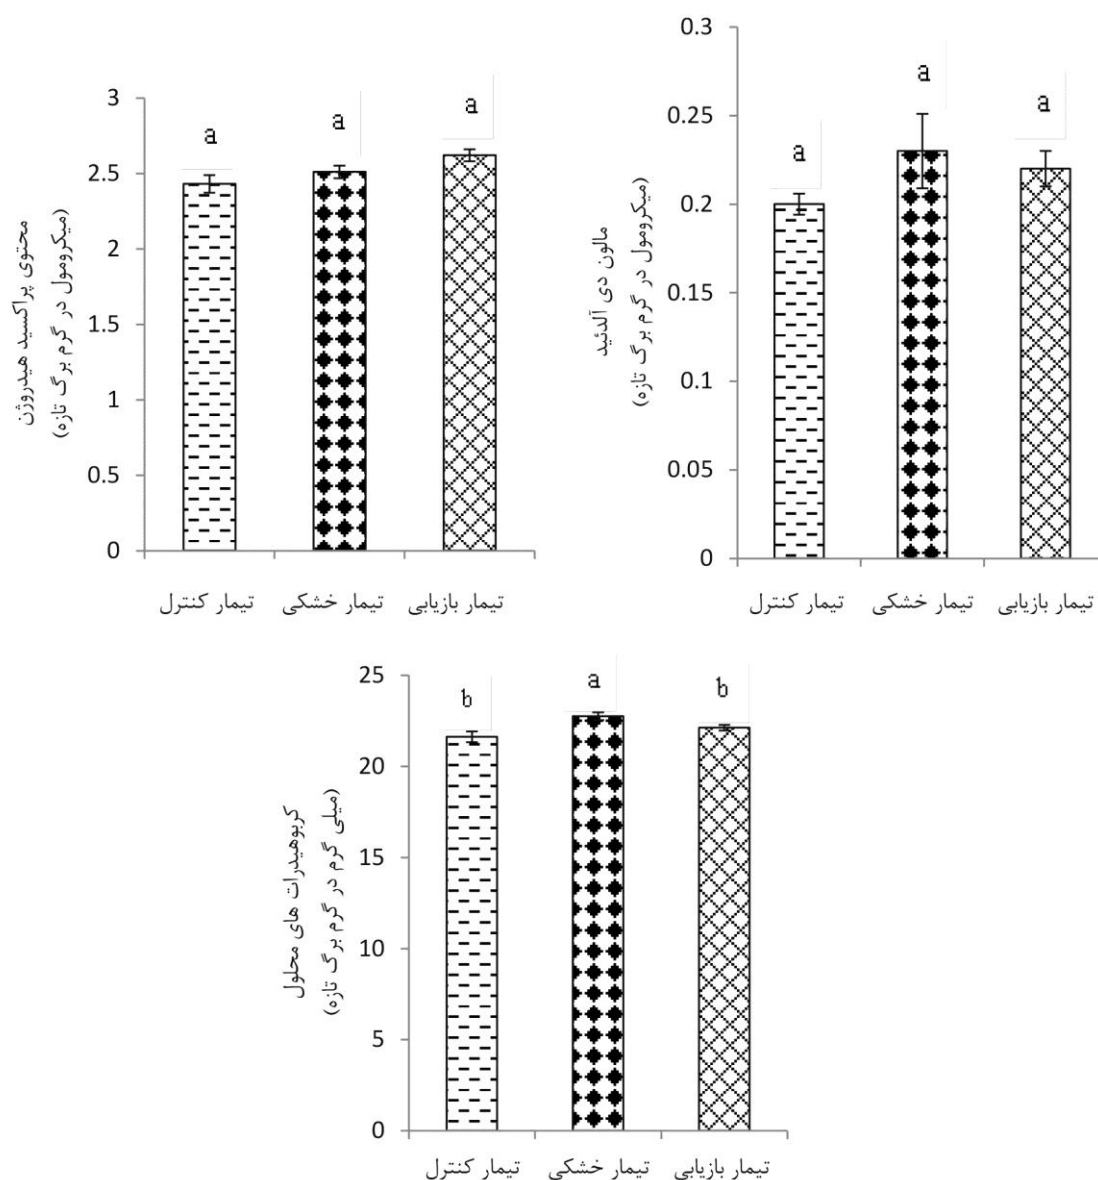 محتوی پراکسید هیدروژن
(میکرومول در گرم برگ تازه)
3
2.5
2
1.5
1
0.5
0
a
a
a
تیمار کنترل
تیمار خشکی
تیمار بازیابی
مالون دی آلدئید
(میکرومول در گرم برگ تازه)
0.3
0.25
0.2
0.15
0.1
0.05
0
a
a
a
تیمار کنترل
تیمار خشکی
تیمار بازیابی
کربوهیدرات های محلول
(میلی گرم در گرم برگ تازه)
25
20
15
10
5
0
b
a
b
تیمار کنترل
تیمار خشکی
تیمار بازیابی